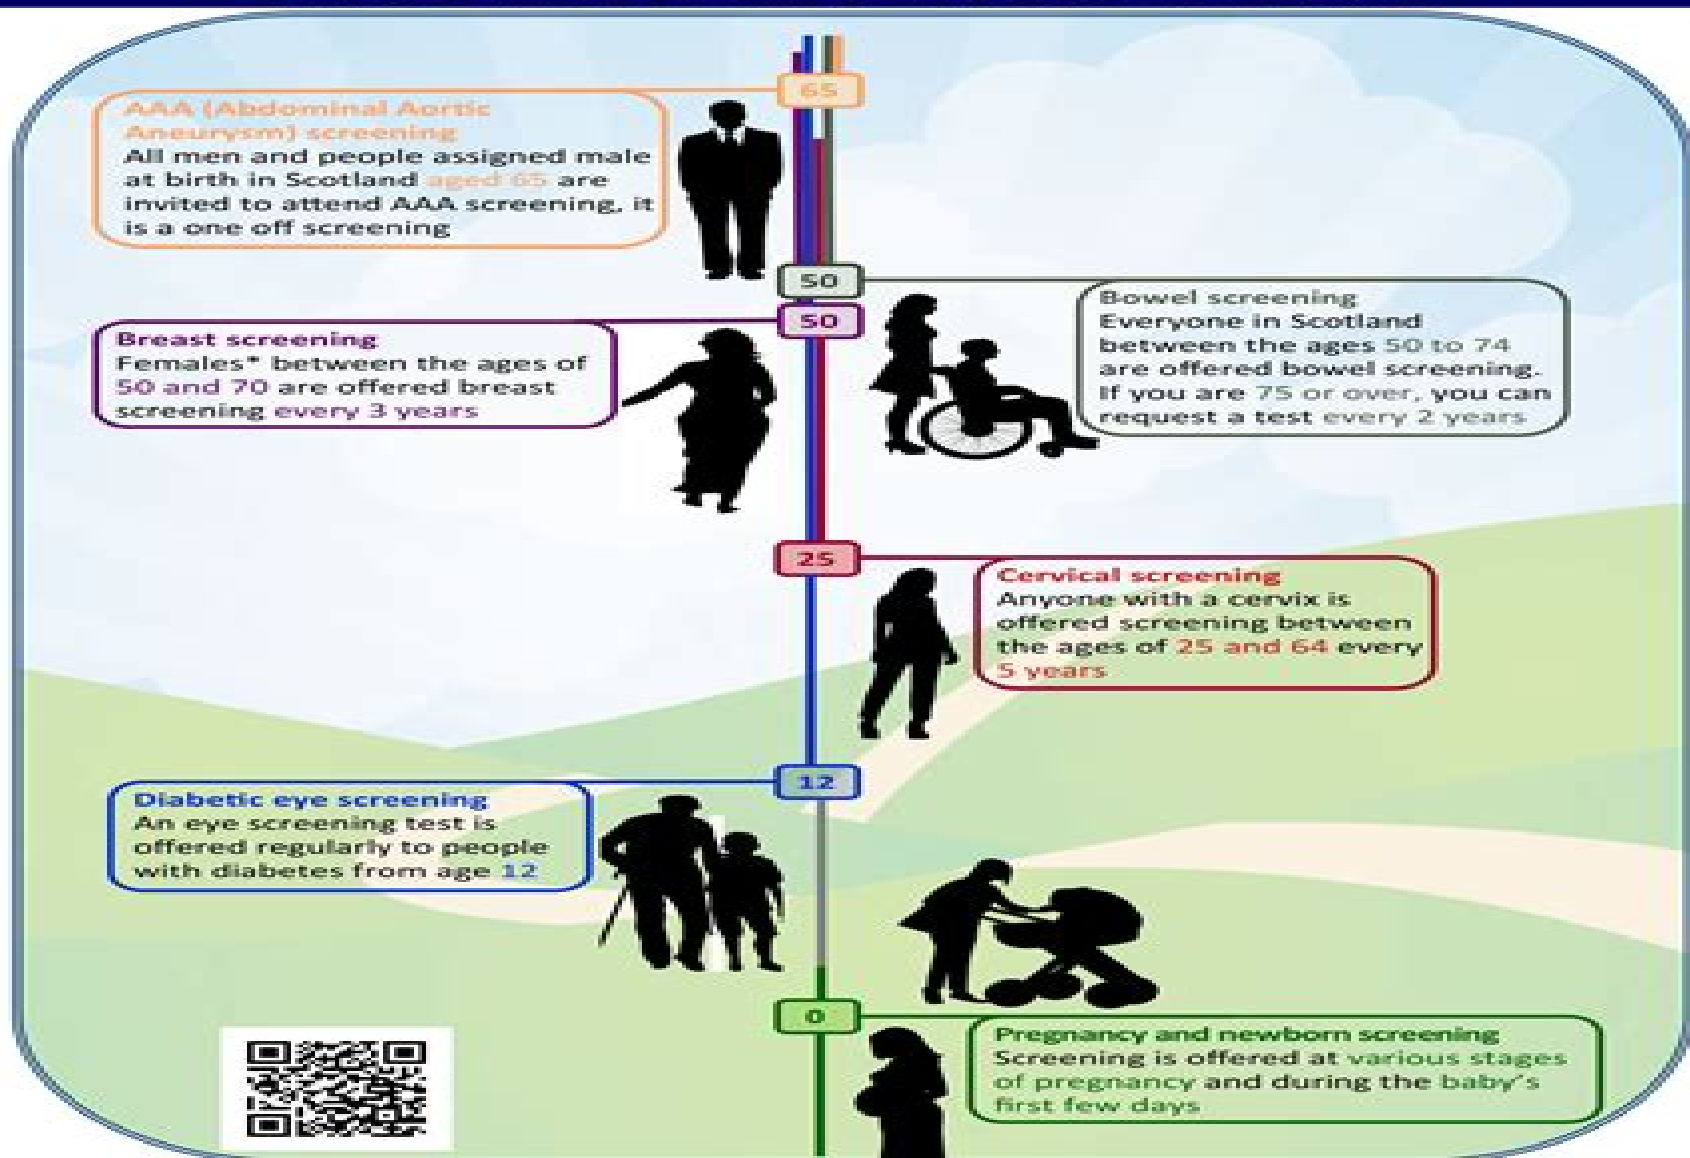 65
AAA (Abdominal Aortic
Aneurysm) screening
All men and people assigned male
at birth in Scotland aged 65 are
invited to attend AAA screening, it
is a one off screening
50
Bowel screening
Everyone in Scotland
between the ages 50 to 74
are offered bowel screening.
If you are 75 or over, you can
request a test every 2 years
50
Breast screening
Females* between the ages of
50 and 70 are offered breast
screening every 3 years
25
Cervical screening
Anyone with a cervix is
offered screening between
the ages of 25 and 64 every
5 years
12
Diabetic eye screening
An eye screening test is
offered regularly to people
with diabetes from age 12
0
Pregnancy and newborn screening
Screening is offered at various stages
of pregnancy and during the baby's
first few days